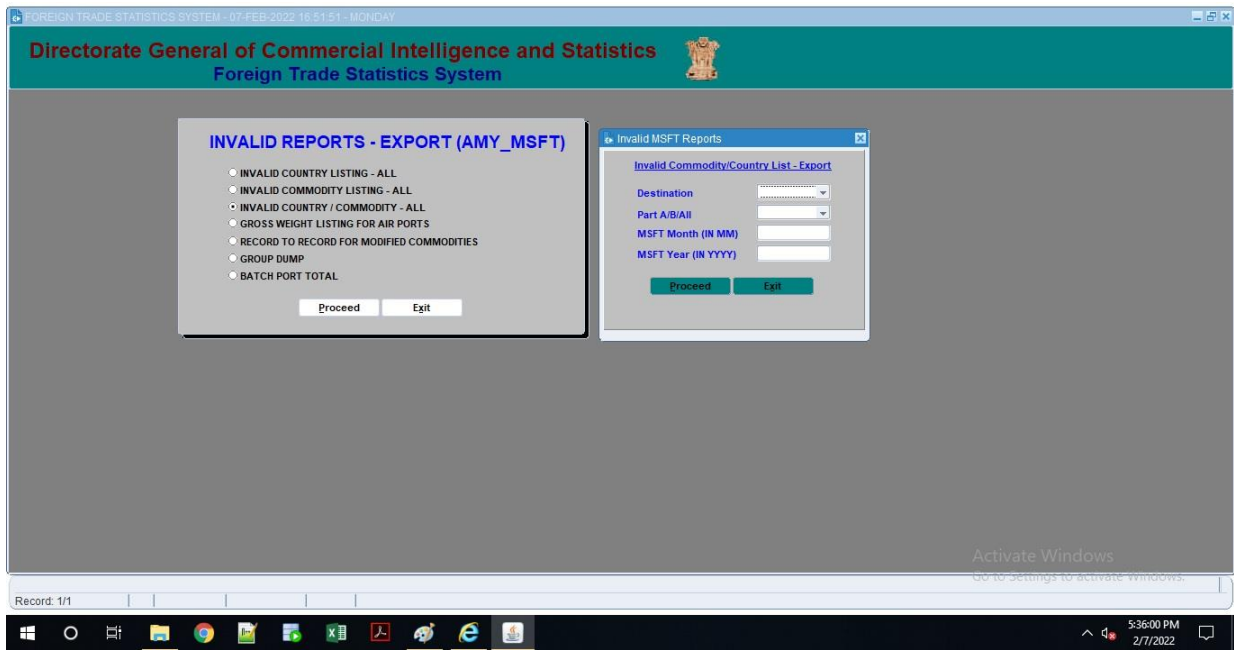 FOREIGN TRADE STATISTICS SYSTEM - 07-FEB-2022 16:51:51 - MONDAY
Directorate General of Commercial Intelligence and Statistics
Foreign Trade Statistics System
INVALID REPORTS - EXPORT (AMY_MSFT)
INVALID COUNTRY LISTING - ALL
INVALID COMMODITY LISTING - ALL
INVALID COUNTRY / COMMODITY - ALL
GROSS WEIGHT LISTING FOR AIR PORTS
RECORD TO RECORD FOR MODIFIED COMMODITIES
GROUP DUMP
BATCH PORT TOTAL
Proceed Exit
Invalid MSFT Reports
Invalid Commodity/Country List - Export
Destination
Part A/B/All
MSFT Month (IN MM)
MSFT Year (IN YYYY)
Proceed Exit
Activate Windows
Go to Settings to activate Windows.
Record: 1/1
5:36:00 PM
2/7/2022